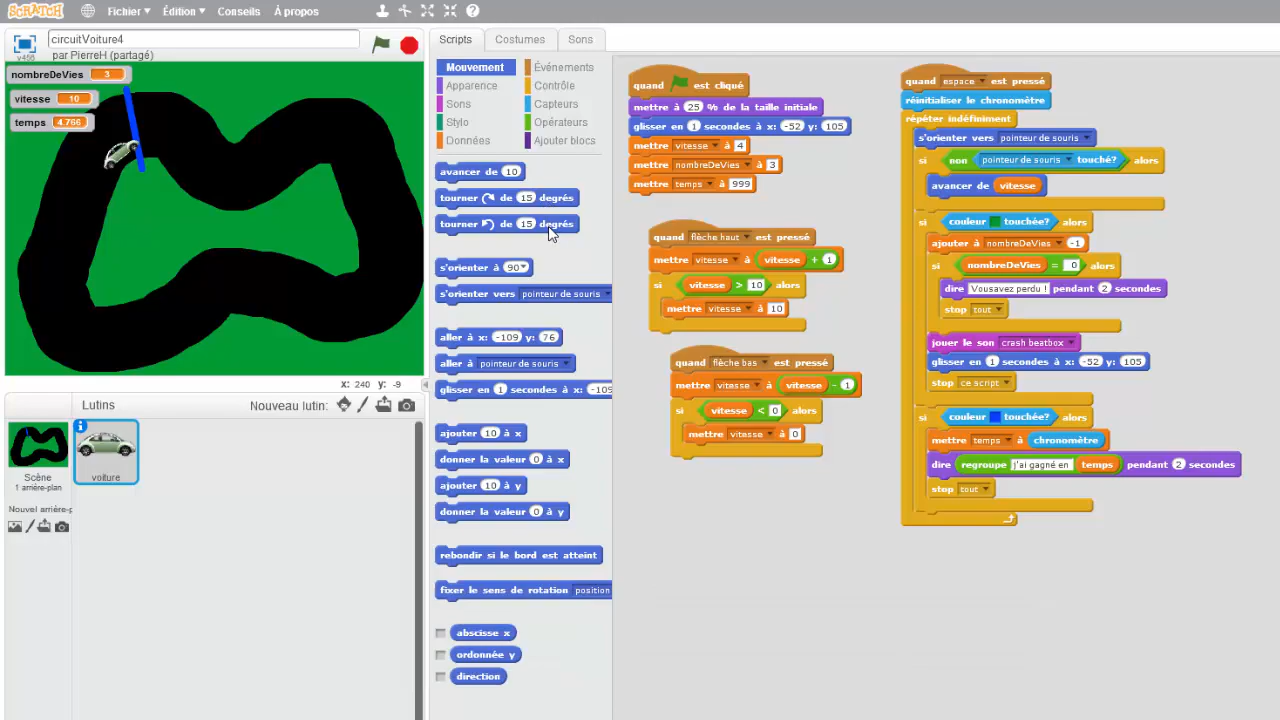 SCRATCH Fichier Édition Conseils À propos
circuitVoiture4
par PierreH (partagé)
v456
nombreDeVies 3
vitesse 10
temps 4.766
x: 240 y: -9
Lutins Nouveau lutin:
Scène
1 arrière-plan
voiture
Nouvel arrière-p
Scripts Costumes Sons
Mouvement Événements
Apparence Contrôle
Sons Capteurs
Stylo Opérateurs
Données Ajouter blocs
avancer de 10
tourner de 15 degrés
tourner de 15 degrés
s'orienter à 90
s'orienter vers pointeur de souris
aller à x: -109 y: 76
aller à pointeur de souris
glisser en 1 secondes à x: -109
ajouter 10 à x
donner la valeur 0 à x
ajouter 10 à y
donner la valeur 0 à y
rebondir si le bord est atteint
fixer le sens de rotation position
abscisse x
ordonnée y
direction
quand est cliqué
mettre à 25 % de la taille initiale
glisser en 1 secondes à x: -52 y: 105
mettre vitesse à 4
mettre nombreDeVies à 3
mettre temps à 999
quand flèche haut est pressé
mettre vitesse à vitesse + 1
si vitesse > 10 alors
mettre vitesse à 10
quand flèche bas est pressé
mettre vitesse à vitesse - 1
si vitesse < 0 alors
mettre vitesse à 0
quand espace est pressé
réinitialiser le chronomètre
répéter indéfiniment
s'orienter vers pointeur de souris
si non pointeur de souris touché? alors
avancer de vitesse
si couleur touchée? alors
ajouter à nombreDeVies -1
si nombreDeVies = 0 alors
dire Vousavez perdu ! pendant 2 secondes
stop tout
jouer le son crash beatbox
glisser en 1 secondes à x: -52 y: 105
stop ce script
si couleur touchée? alors
mettre temps à chronomètre
dire regroupe j'ai gagné en temps pendant 2 secondes
stop tout